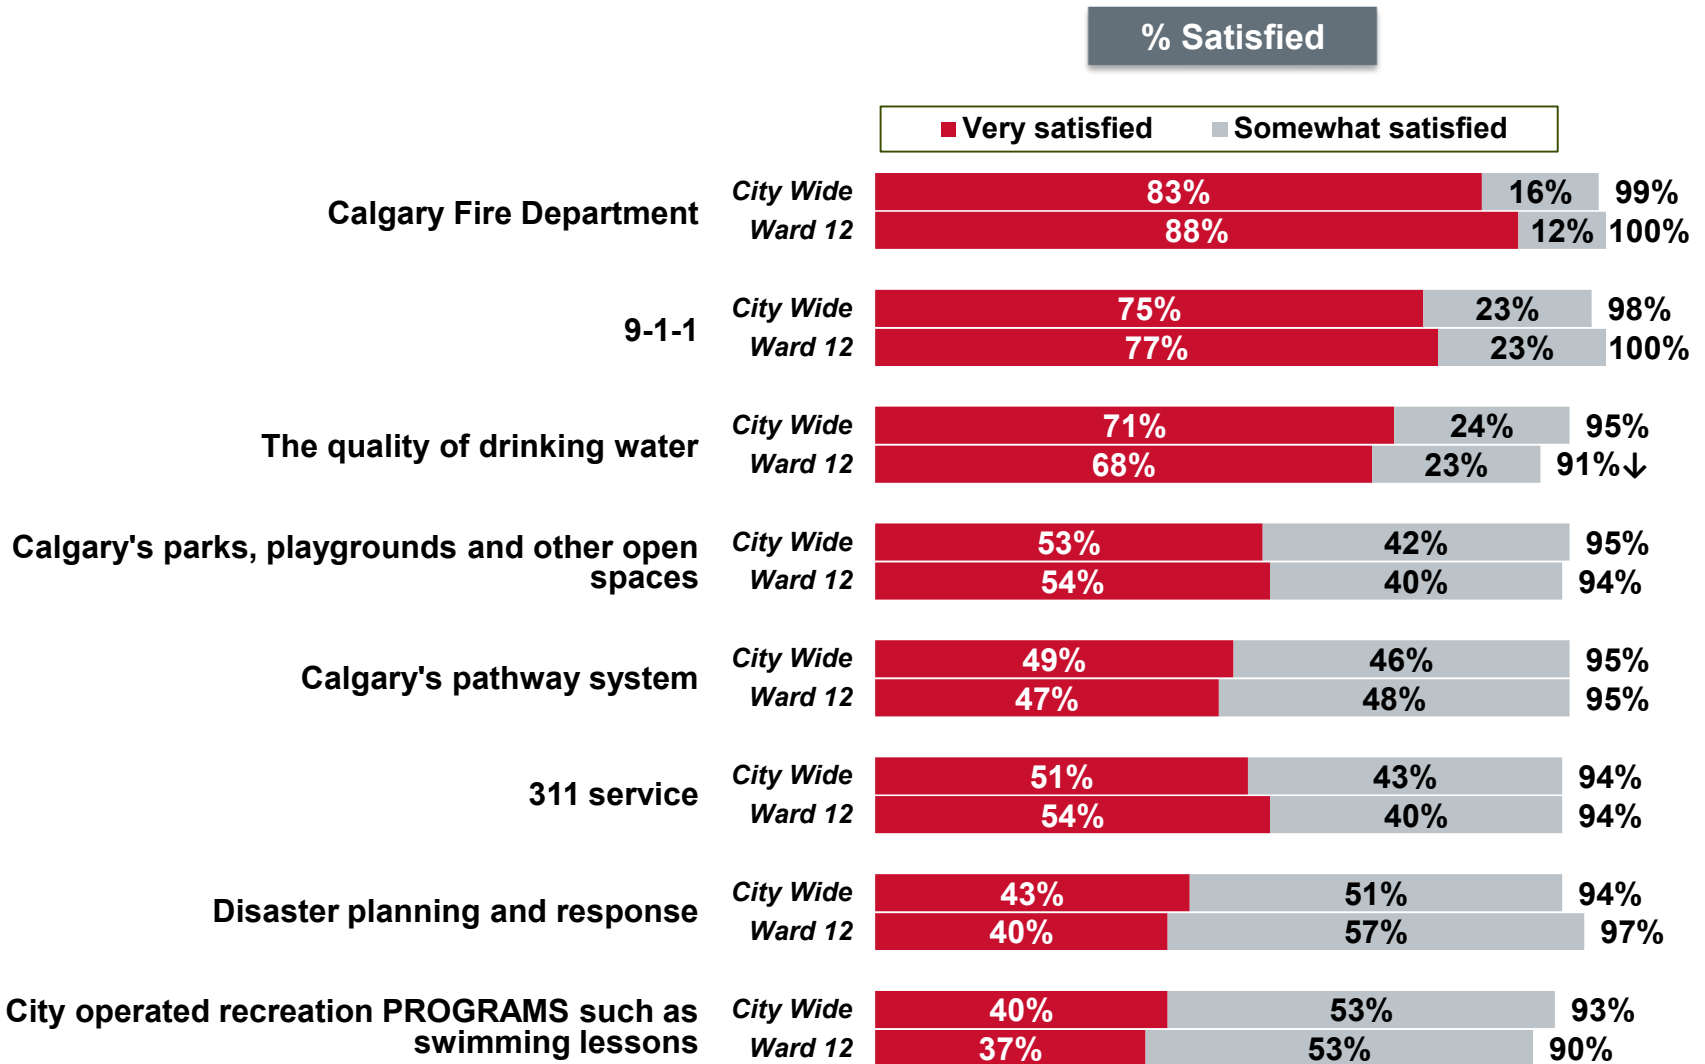 % Satisfied
Very satisfied Somewhat satisfied
Calgary Fire Department
City Wide 83% 16% 99%
Ward 12 88% 12% 100%
9-1-1
City Wide 75% 23% 98%
Ward 12 77% 23% 100%
The quality of drinking water
City Wide 71% 24% 95%
Ward 12 68% 23% 91%↓
Calgary's parks, playgrounds and other open
spaces
City Wide 53% 42% 95%
Ward 12 54% 40% 94%
Calgary's pathway system
City Wide 49% 46% 95%
Ward 12 47% 48% 95%
311 service
City Wide 51% 43% 94%
Ward 12 54% 40% 94%
Disaster planning and response
City Wide 43% 51% 94%
Ward 12 40% 57% 97%
City operated recreation PROGRAMS such as
swimming lessons
City Wide 40% 53% 93%
Ward 12 37% 53% 90%